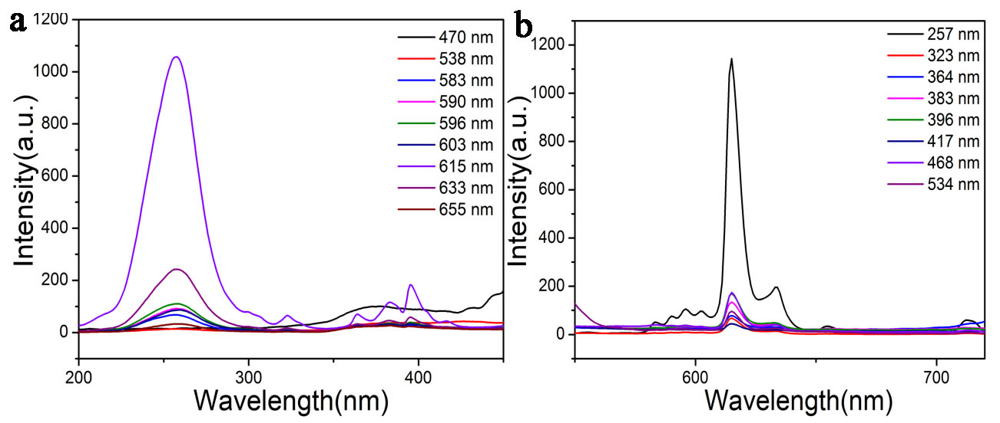 a
1200
1000
800
600
400
200
0
200
300
400
Intensity(a.u.)
Wavelength(nm)
470 nm
538 nm
583 nm
590 nm
596 nm
603 nm
615 nm
633 nm
655 nm
b
1200
1000
800
600
400
200
0
600
700
Intensity(a.u.)
Wavelength(nm)
257 nm
323 nm
364 nm
383 nm
396 nm
417 nm
468 nm
534 nm